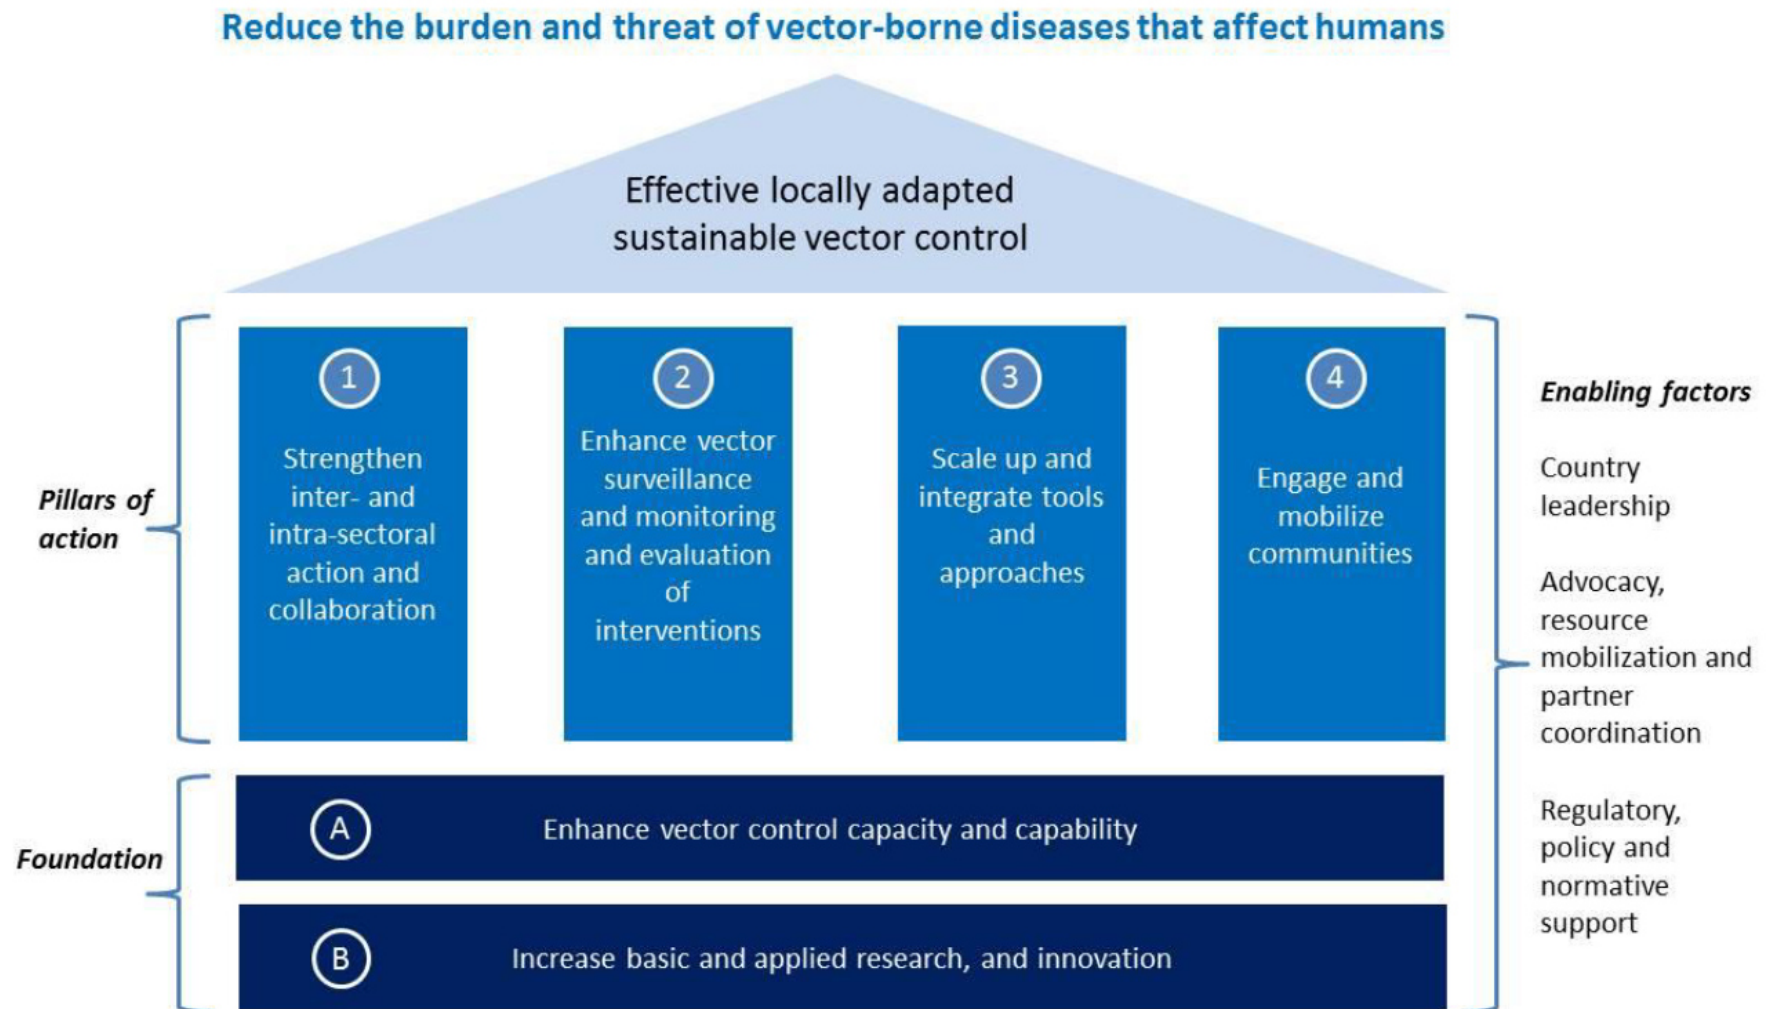 Reduce the burden and threat of vector-borne diseases that affect humans
Effective locally adapted
sustainable vector control
Pillars of
action
1
Strengthen
inter- and
intra-sectoral
action and
collaboration
2
Enhance vector
surveillance
and monitoring
and evaluation
of
interventions
3
Scale up and
integrate tools
and
approaches
4
Engage and
mobilize
communities
Foundation
A
Enhance vector control capacity and capability
B
Increase basic and applied research, and innovation
Enabling factors
Country
leadership
Advocacy,
resource
mobilization and
partner
coordination
Regulatory,
policy and
normative
support